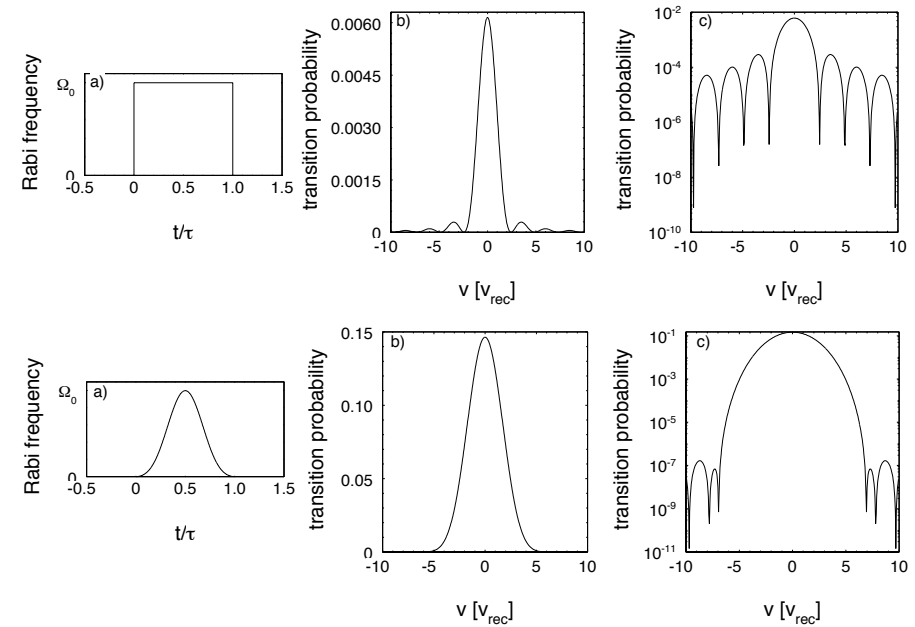 a)
Rabi frequency
Ω0
0
-0.5 0 0.5 1.0 1.5
t/τ
b)
transition probability
0.0060
0.0045
0.0030
0.0015
0
-10 -5 0 5 10
v [vrec]
c)
transition probability
10-2
10-4
10-6
10-8
10-10
-10 -5 0 5 10
v [vrec]
a)
Rabi frequency
Ω0
0
-0.5 0 0.5 1.0 1.5
t/τ
b)
transition probability
0.15
0.10
0.05
0
-10 -5 0 5 10
v [vrec]
c)
transition probability
10-1
10-3
10-5
10-7
10-9
10-11
-10 -5 0 5 10
v [vrec]